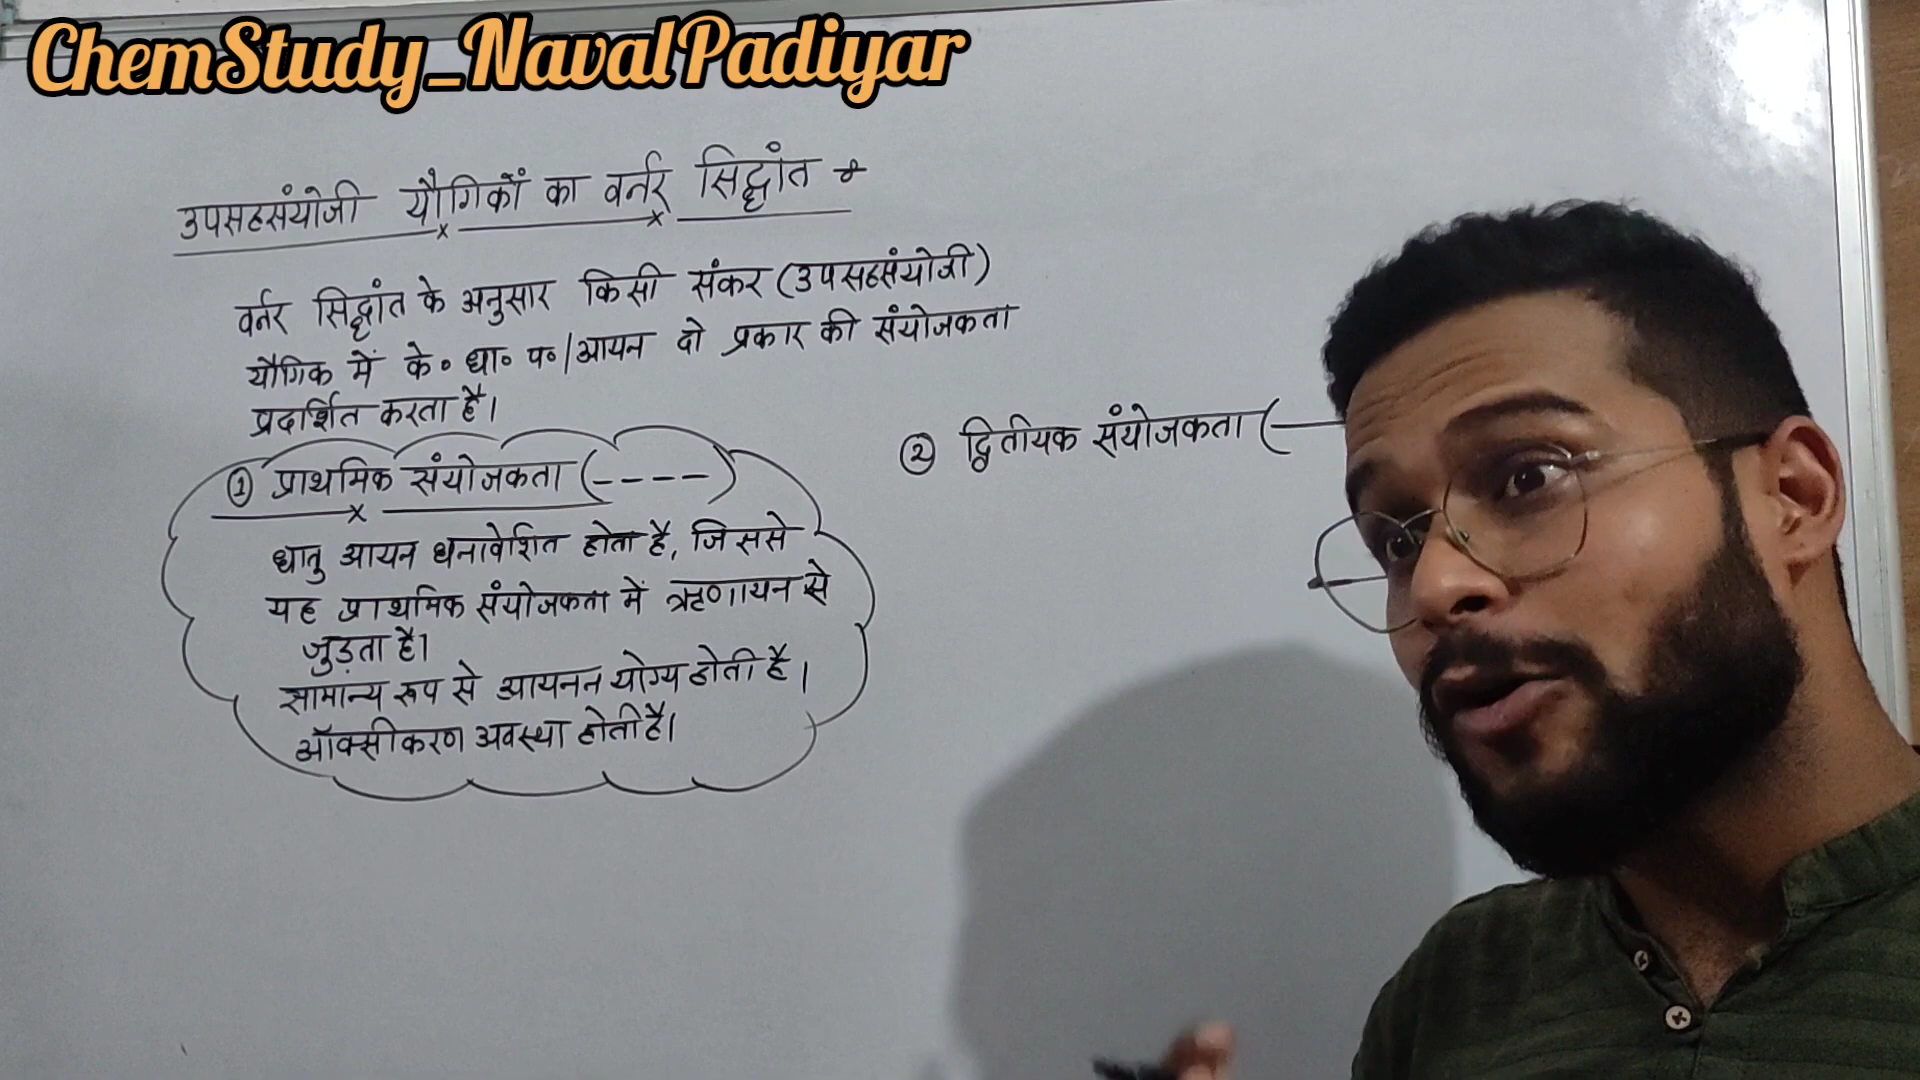 ChemStudy_NavalPadiyar
उपसहसंयोजी यौगिकों का वर्नर सिद्धांत
वर्नर सिद्धांत के अनुसार किसी संकर (उपसहसंयोजी)
यौगिक में के॰ धा॰ प॰/आयन दो प्रकार की संयोजकता
प्रदर्शित करता है।
① प्राथमिक संयोजकता (----)
धातु आयन धनावेशित होता है, जिससे
यह प्राथमिक संयोजकता में ऋणायन से
जुड़ता है।
सामान्य रूप से आयनन योग्य होती है।
ऑक्सीकरण अवस्था होती है।
② द्वितीयक संयोजकता (—